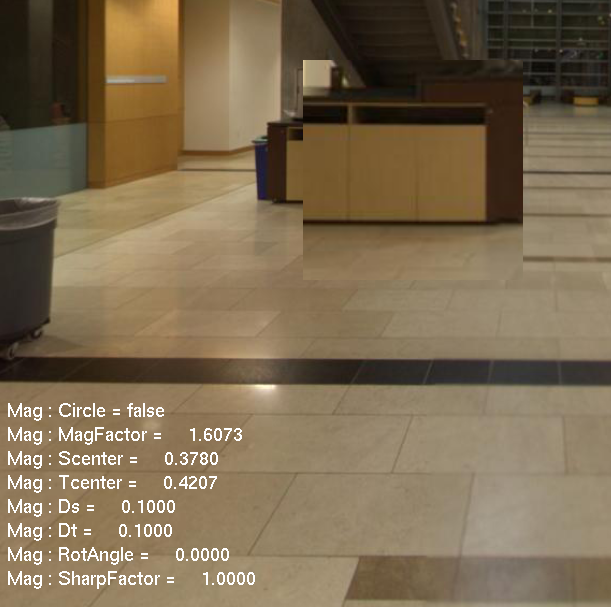 Mag : Circle = false
Mag : MagFactor = 1.6073
Mag : Scenter = 0.3780
Mag : Tcenter = 0.4207
Mag : Ds = 0.1000
Mag : Dt = 0.1000
Mag : RotAngle = 0.0000
Mag : SharpFactor = 1.0000